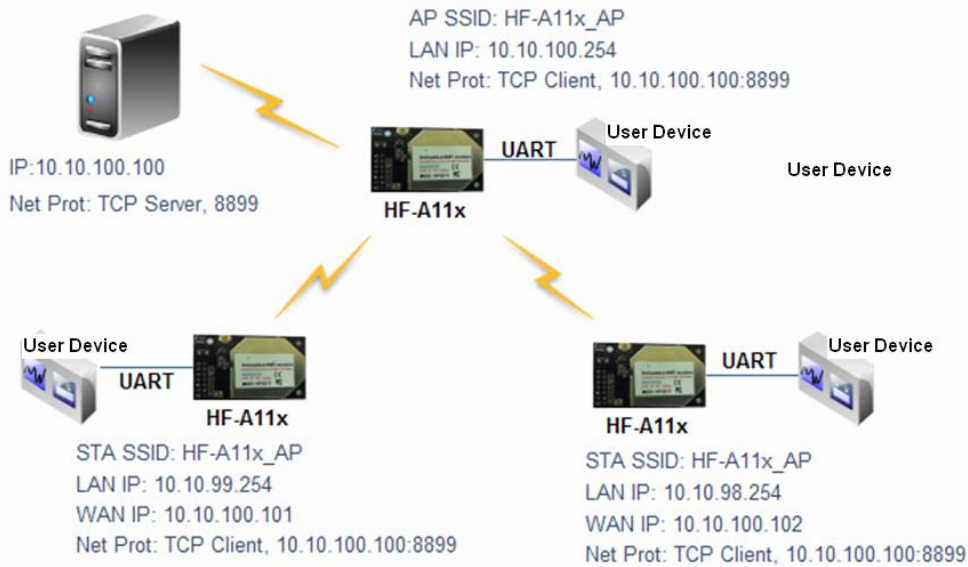 AP SSID: HF-A11x_AP
LAN IP: 10.10.100.254
Net Prot: TCP Client, 10.10.100.100:8899
IP:10.10.100.100
Net Prot: TCP Server, 8899
UART
User Device
User Device
HF-A11x
User Device
UART
HF-A11x
STA SSID: HF-A11x_AP
LAN IP: 10.10.99.254
WAN IP: 10.10.100.101
Net Prot: TCP Client, 10.10.100.100:8899
UART
User Device
HF-A11x
STA SSID: HF-A11x_AP
LAN IP: 10.10.98.254
WAN IP: 10.10.100.102
Net Prot: TCP Client, 10.10.100.100:8899